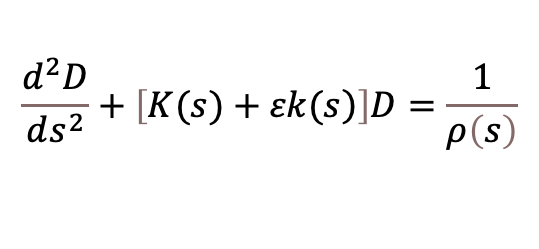 d²D/ds² + [K(s) + εk(s)]D = 1/ρ(s)